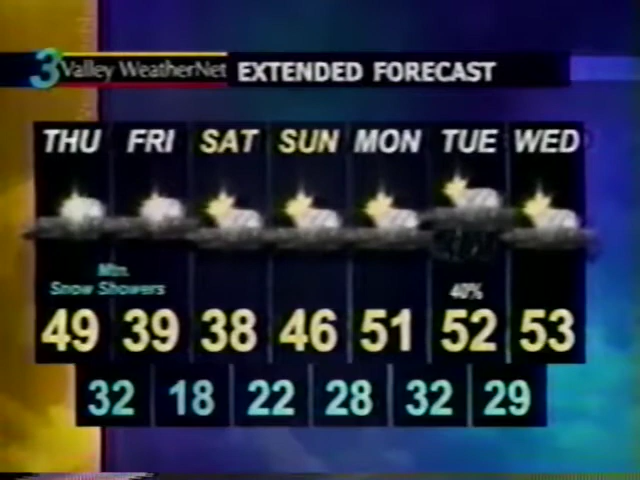 3 Valley WeatherNet EXTENDED FORECAST
THU FRI SAT SUN MON TUE WED
Mtn.
Snow Showers
40%
49 39 38 46 51 52 53
32 18 22 28 32 29